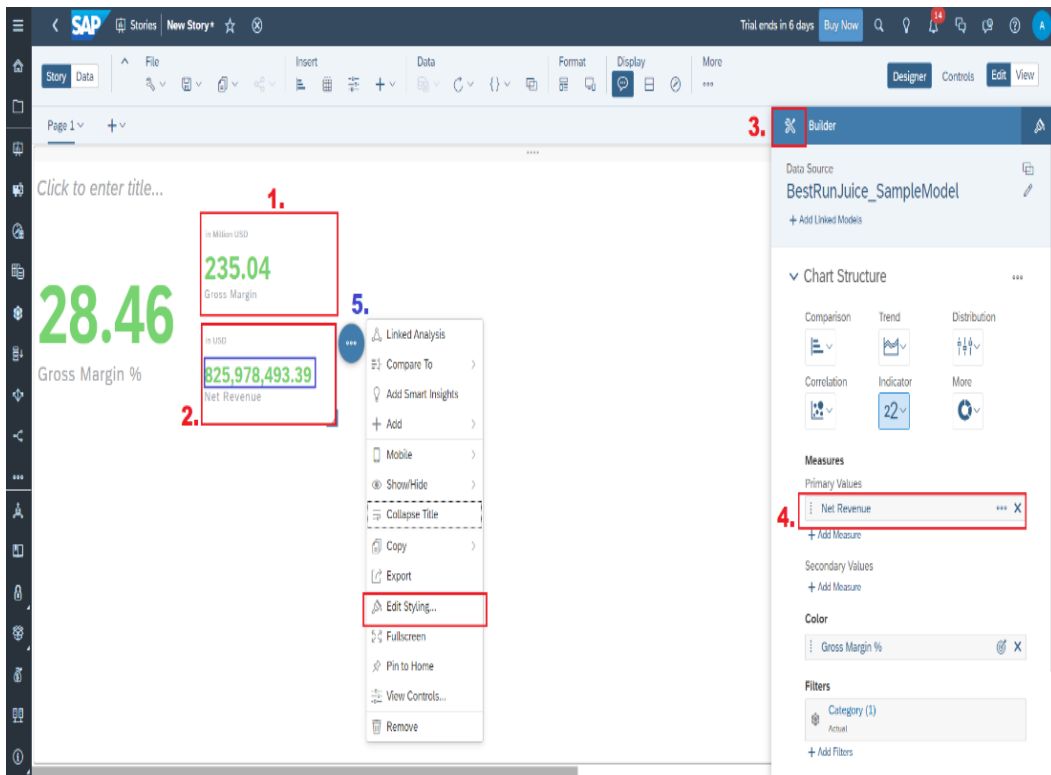 SAP Stories New Story* Trial ends in 6 days Buy Now 14 A
Story Data File Insert Data Format Display More Designer Controls Edit View
Page 1
3. Builder
Click to enter title...
Data Source
BestRunJuice_SampleModel
+ Add Linked Models
1.
in Million USD
235.04
Gross Margin
28.46
Gross Margin %
2.
in USD
825,978,493.39
Net Revenue
5.
Linked Analysis
Compare To
Add Smart Insights
Add
Mobile
Show/Hide
Collapse Title
Copy
Export
Edit Styling...
Fullscreen
Pin to Home
View Controls...
Remove
Chart Structure
Comparison Trend Distribution
Correlation Indicator More
22
Measures
Primary Values
4. Net Revenue
+ Add Measure
Secondary Values
+ Add Measure
Color
Gross Margin %
Filters
Category (1)
Actual
+ Add Filters